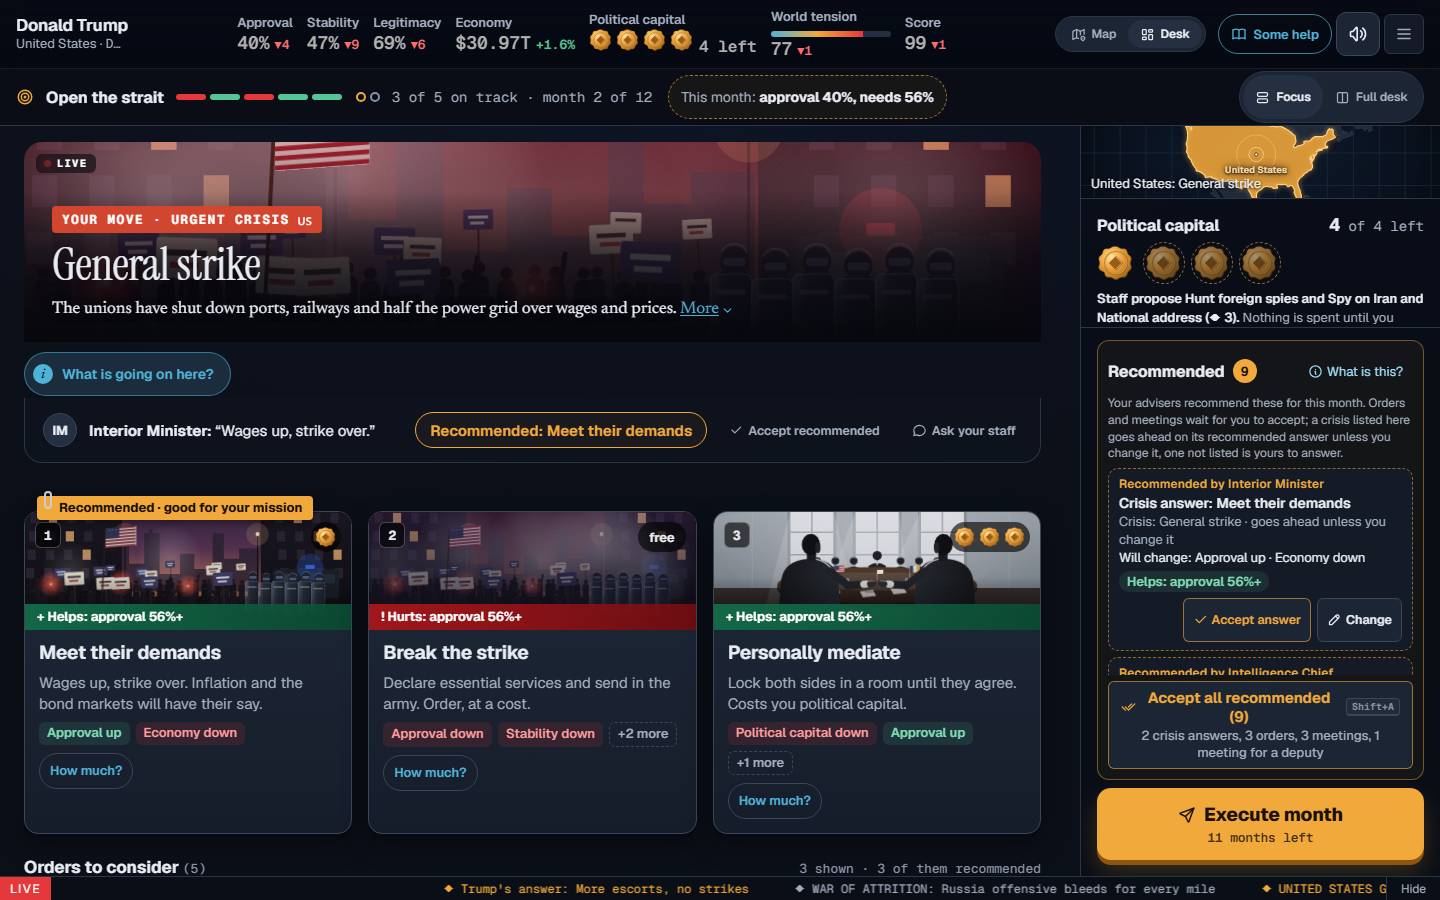 Donald Trump
United States · D...
Approval
40% ▾4
Stability
47% ▾9
Legitimacy
69% ▾6
Economy
$30.97T +1.6%
Political capital
4 left
World tension
77 ▾1
Score
99 ▾1
Map
Desk
Some help
Open the strait
3 of 5 on track · month 2 of 12
This month: approval 40%, needs 56%
Focus
Full desk
LIVE
YOUR MOVE · URGENT CRISIS US
General strike
The unions have shut down ports, railways and half the power grid over wages and prices. More
What is going on here?
IM
Interior Minister: “Wages up, strike over.”
Recommended: Meet their demands
Accept recommended
Ask your staff
Recommended · good for your mission
1
+ Helps: approval 56%+
Meet their demands
Wages up, strike over. Inflation and the
bond markets will have their say.
Approval up
Economy down
How much?
2
free
! Hurts: approval 56%+
Break the strike
Declare essential services and send in the
army. Order, at a cost.
Approval down
Stability down
+2 more
How much?
3
+ Helps: approval 56%+
Personally mediate
Lock both sides in a room until they agree.
Costs you political capital.
Political capital down
Approval up
+1 more
How much?
Orders to consider (5)
3 shown · 3 of them recommended
United States
United States: General strike
Political capital
4 of 4 left
Staff propose Hunt foreign spies and Spy on Iran and
National address (◆ 3). Nothing is spent until you
Recommended 9
What is this?
Your advisers recommend these for this month. Orders
and meetings wait for you to accept; a crisis listed here
goes ahead on its recommended answer unless you
change it, one not listed is yours to answer.
Recommended by Interior Minister
Crisis answer: Meet their demands
Crisis: General strike · goes ahead unless you
change it
Will change: Approval up · Economy down
Helps: approval 56%+
Accept answer
Change
Recommended by Intelligence Chief
Accept all recommended
(9)
Shift+A
2 crisis answers, 3 orders, 3 meetings, 1
meeting for a deputy
Execute month
11 months left
LIVE
◆ Trump's answer: More escorts, no strikes
◆ WAR OF ATTRITION: Russia offensive bleeds for every mile
◆ UNITED STATES G
Hide